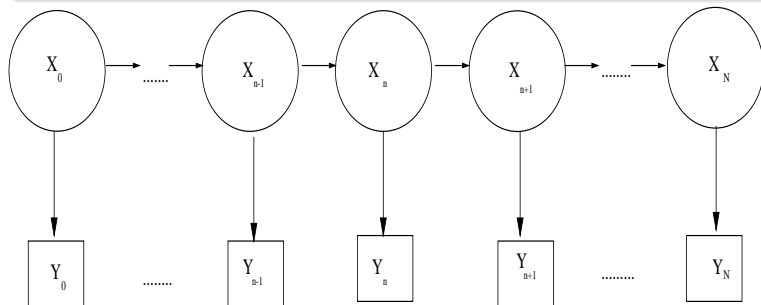 X0 ....... Xn-1 Xn Xn+1 ........ XN
Y0 ........ Yn-1 Yn Yn+1 ......... YN